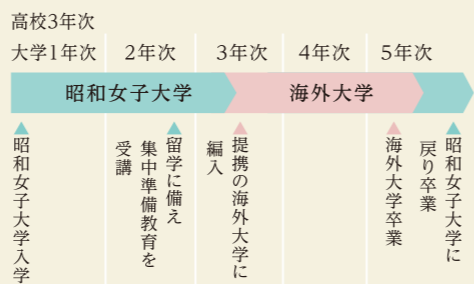 高校3年次
大学1年次
2年次
3年次
4年次
5年次
昭和女子大学
海外大学
昭和女子大学入学
留学に備え
集中準備教育を
受講
提携の海外大学に
編入
海外大学卒業
昭和女子大学に
戻り卒業